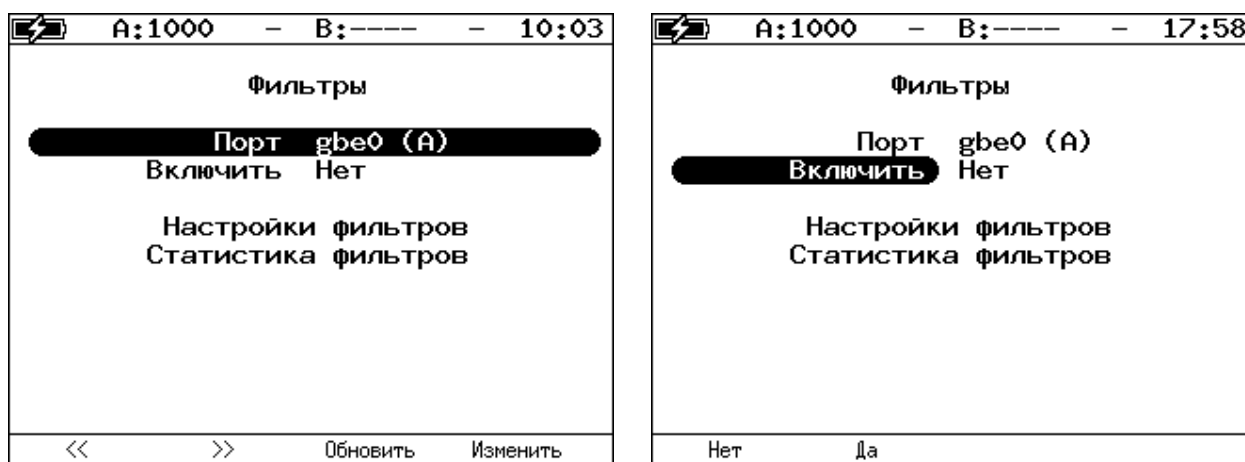 A:1000 – B:---- – 10:03
Фильтры
Порт gbe0 (A)
Включить Нет
Настройки фильтров
Статистика фильтров
<< >> Обновить Изменить
A:1000 – B:---- – 17:58
Фильтры
Порт gbe0 (A)
Включить Нет
Настройки фильтров
Статистика фильтров
Нет Да